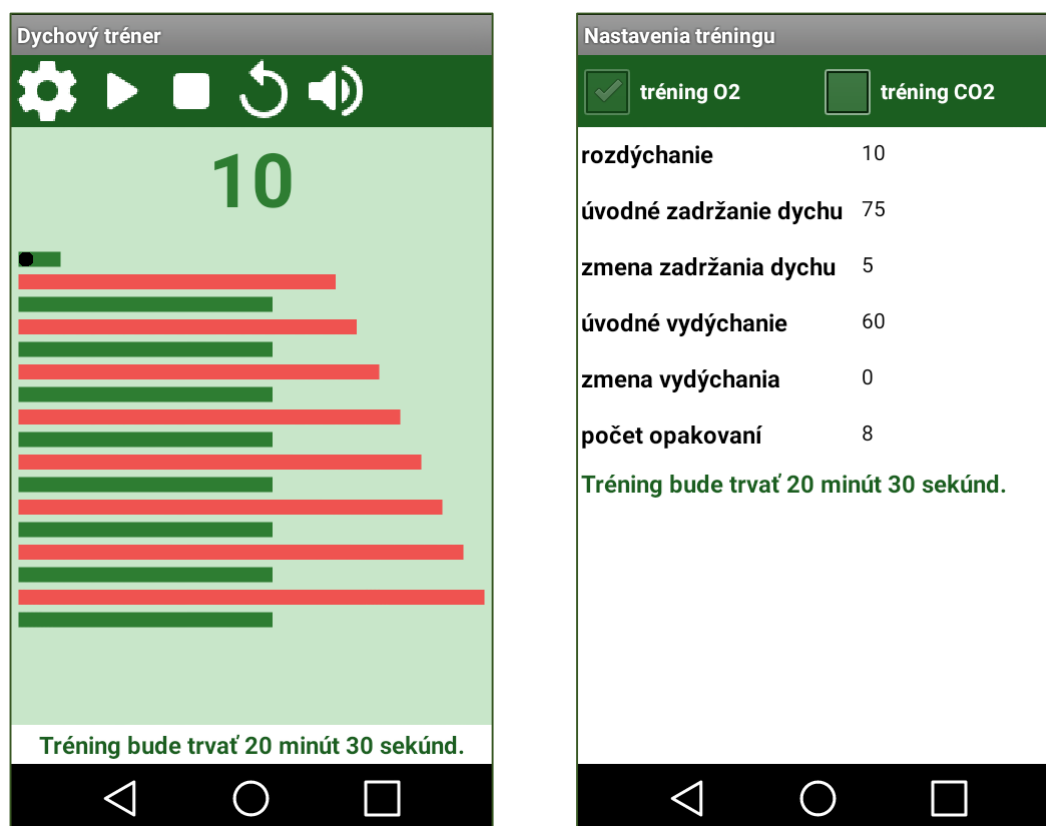 Dychový tréner
10
Tréning bude trvať 20 minút 30 sekúnd.
Nastavenia tréningu
tréning O2 tréning CO2
rozdýchanie 10
úvodné zadržanie dychu 75
zmena zadržania dychu 5
úvodné vydýchanie 60
zmena vydýchania 0
počet opakovaní 8
Tréning bude trvať 20 minút 30 sekúnd.